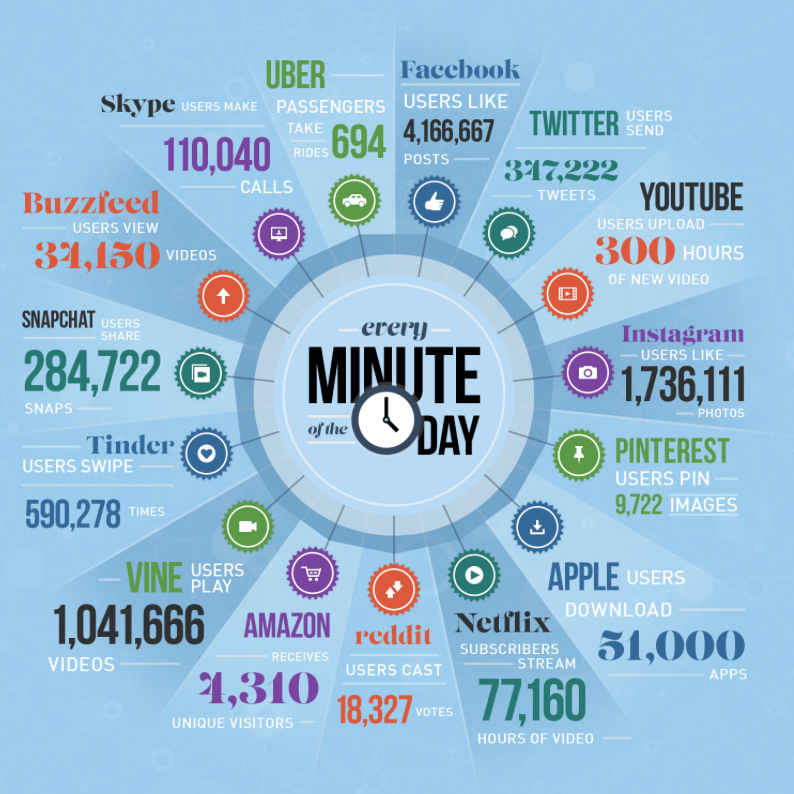 every
MINUTE
of the
DAY
Facebook
USERS LIKE
4,166,667
POSTS
TWITTER USERS
SEND
347,222
TWEETS
YOUTUBE
USERS UPLOAD
300 HOURS
OF NEW VIDEO
Instagram
USERS LIKE
1,736,111
PHOTOS
PINTEREST
USERS PIN
9,722 IMAGES
APPLE USERS
DOWNLOAD
51,000
APPS
Netflix
SUBSCRIBERS
STREAM
77,160
HOURS OF VIDEO
reddit
USERS CAST
18,327 VOTES
AMAZON
RECEIVES
4,310
UNIQUE VISITORS
VINE USERS
PLAY
1,041,666
VIDEOS
Tinder
USERS SWIPE
590,278 TIMES
SNAPCHAT USERS
SHARE
284,722
SNAPS
Buzzfeed
USERS VIEW
34,150 VIDEOS
Skype USERS MAKE
110,040
CALLS
UBER
PASSENGERS
TAKE
RIDES 694